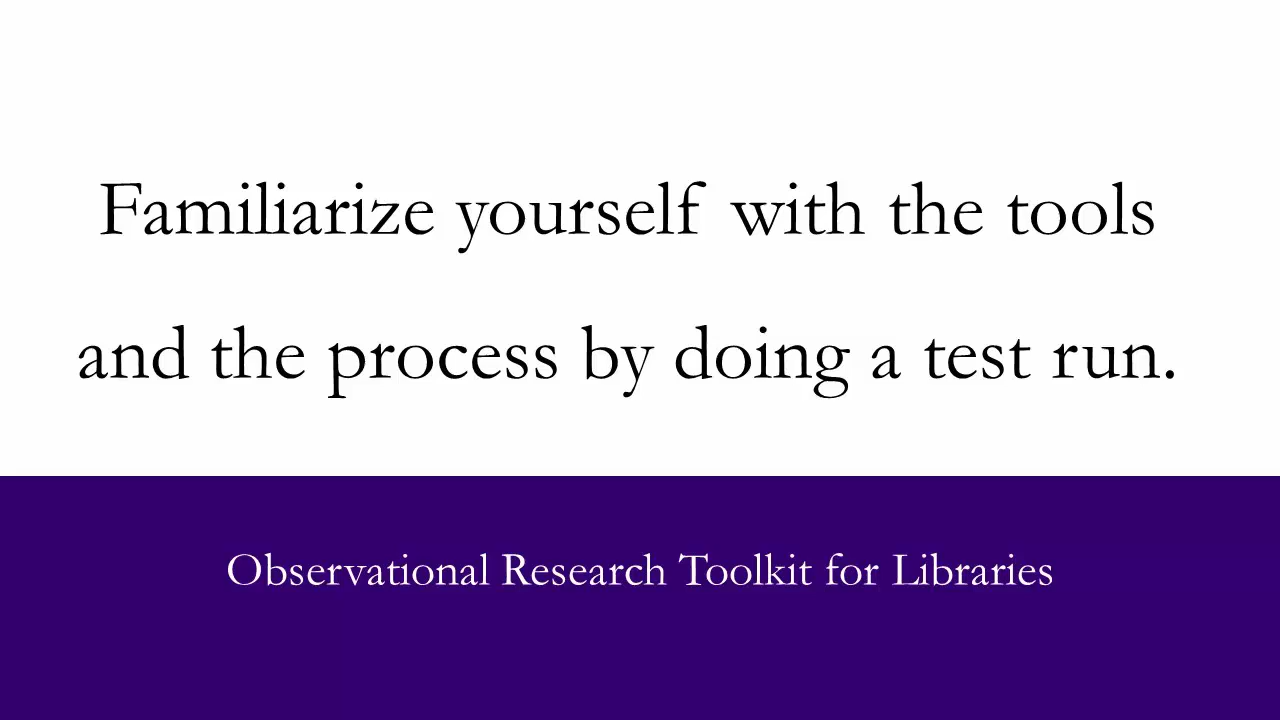 Familiarize yourself with the tools
and the process by doing a test run.
Observational Research Toolkit for Libraries